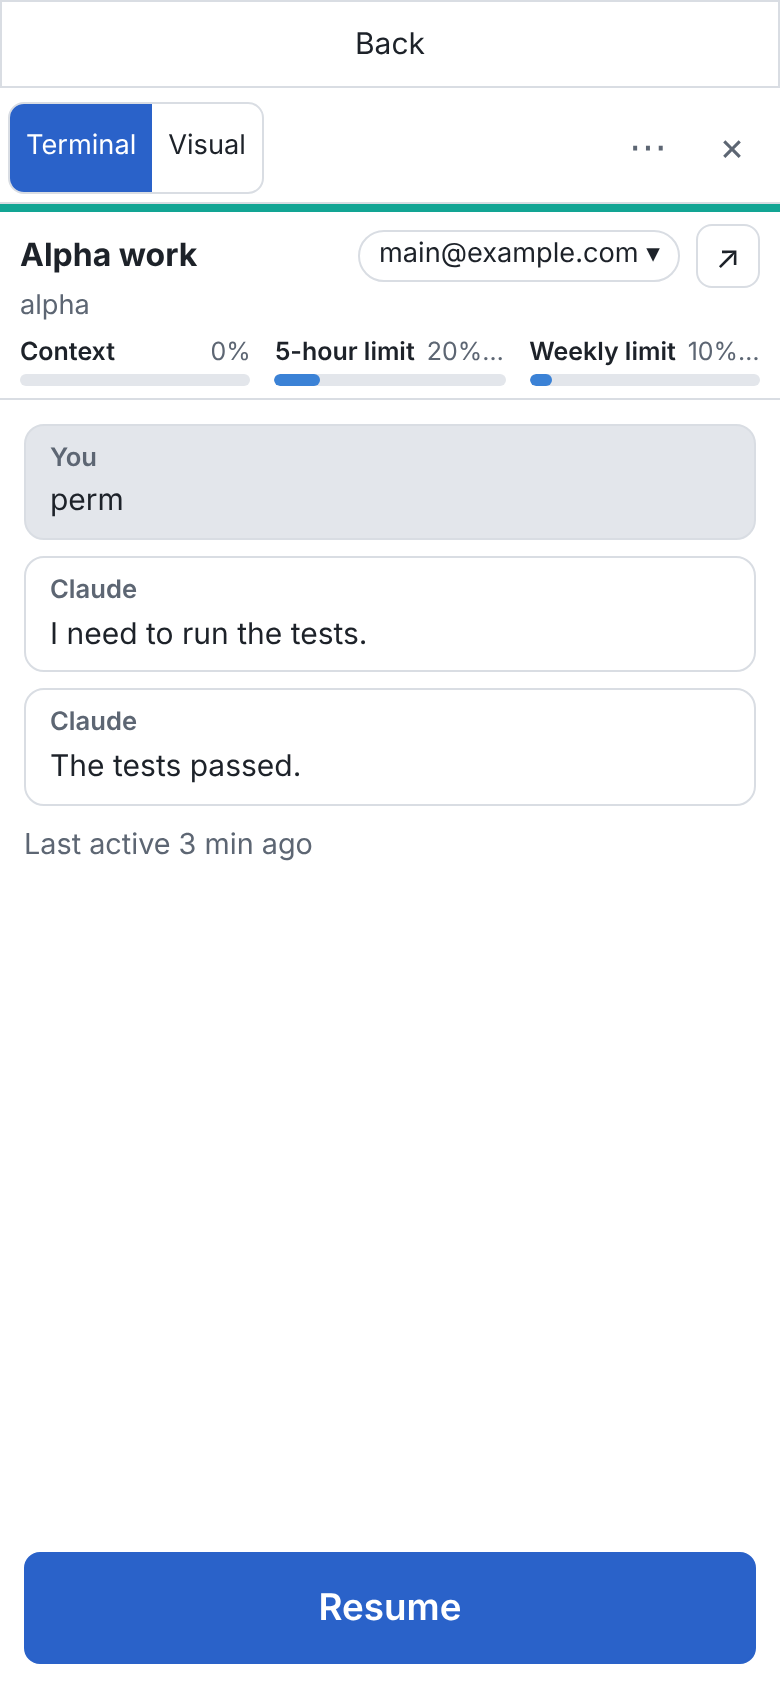 Back
Terminal Visual ... ×
Alpha work main@example.com ▾ ↗
alpha
Context 0% 5-hour limit 20%... Weekly limit 10%...
You
perm
Claude
I need to run the tests.
Claude
The tests passed.
Last active 3 min ago
Resume